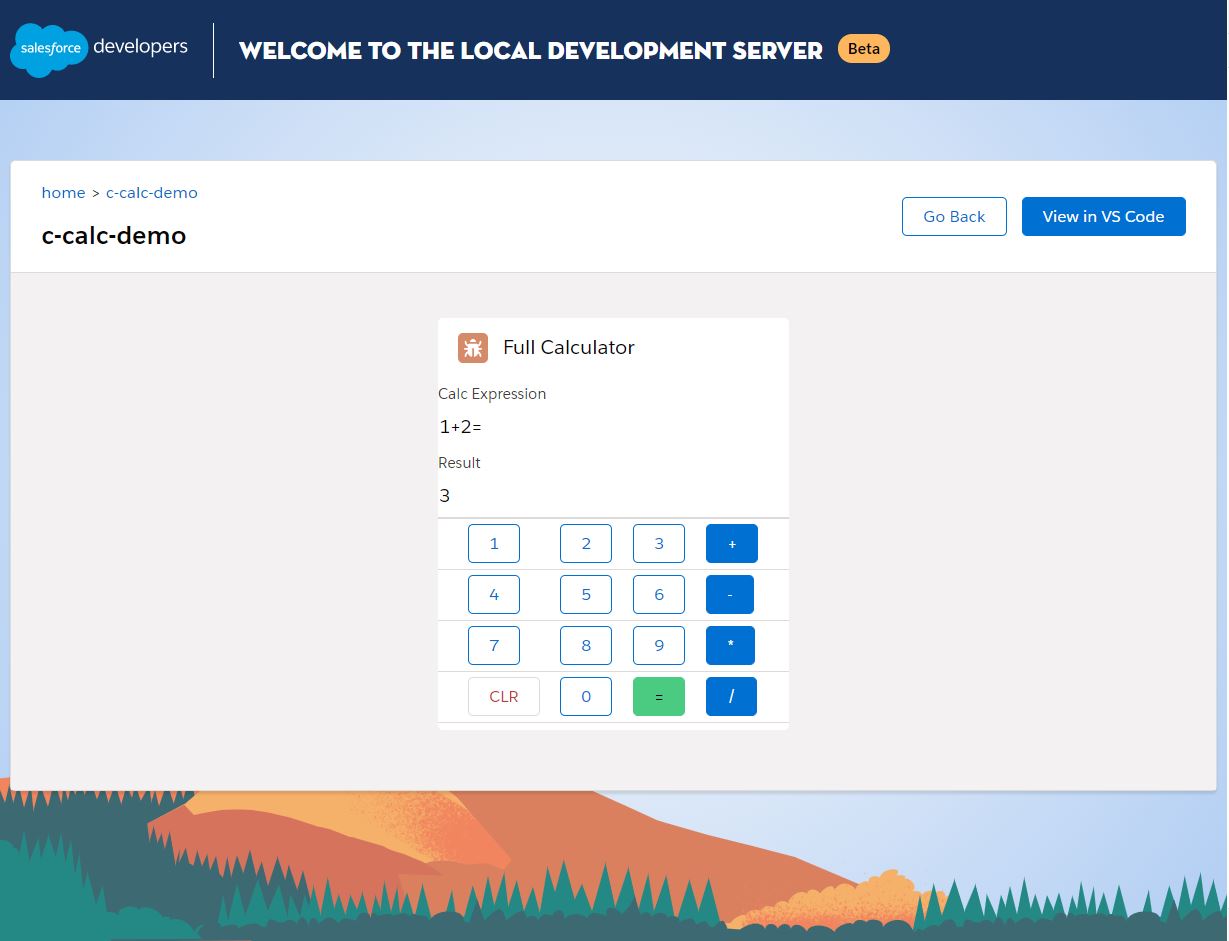 salesforce developers WELCOME TO THE LOCAL DEVELOPMENT SERVER Beta
home > c-calc-demo
c-calc-demo
Go Back View in VS Code
Full Calculator
Calc Expression
1+2=
Result
3
1 2 3 +
4 5 6 -
7 8 9 *
CLR 0 = /